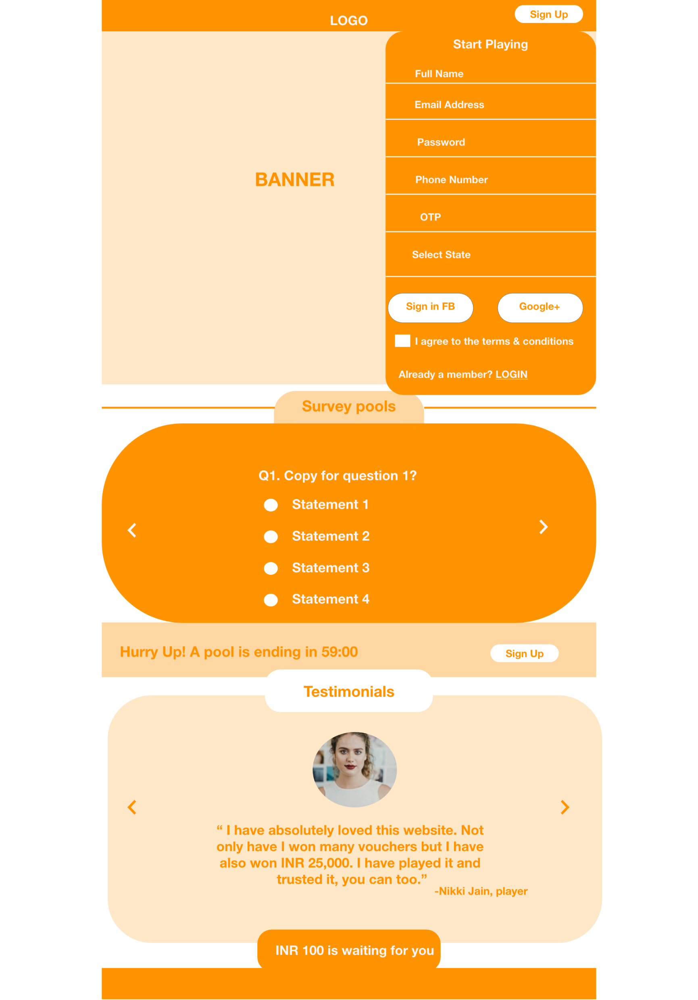 LOGO
Sign Up
Start Playing
Full Name
Email Address
Password
BANNER
Phone Number
OTP
Select State
Sign in FB
Google+
I agree to the terms & conditions
Already a member? LOGIN
Survey pools
Q1. Copy for question 1?
Statement 1
Statement 2
Statement 3
Statement 4
Hurry Up! A pool is ending in 59:00
Sign Up
Testimonials
“ I have absolutely loved this website. Not
only have I won many vouchers but I have
also won INR 25,000. I have played it and
trusted it, you can too.”
-Nikki Jain, player
INR 100 is waiting for you